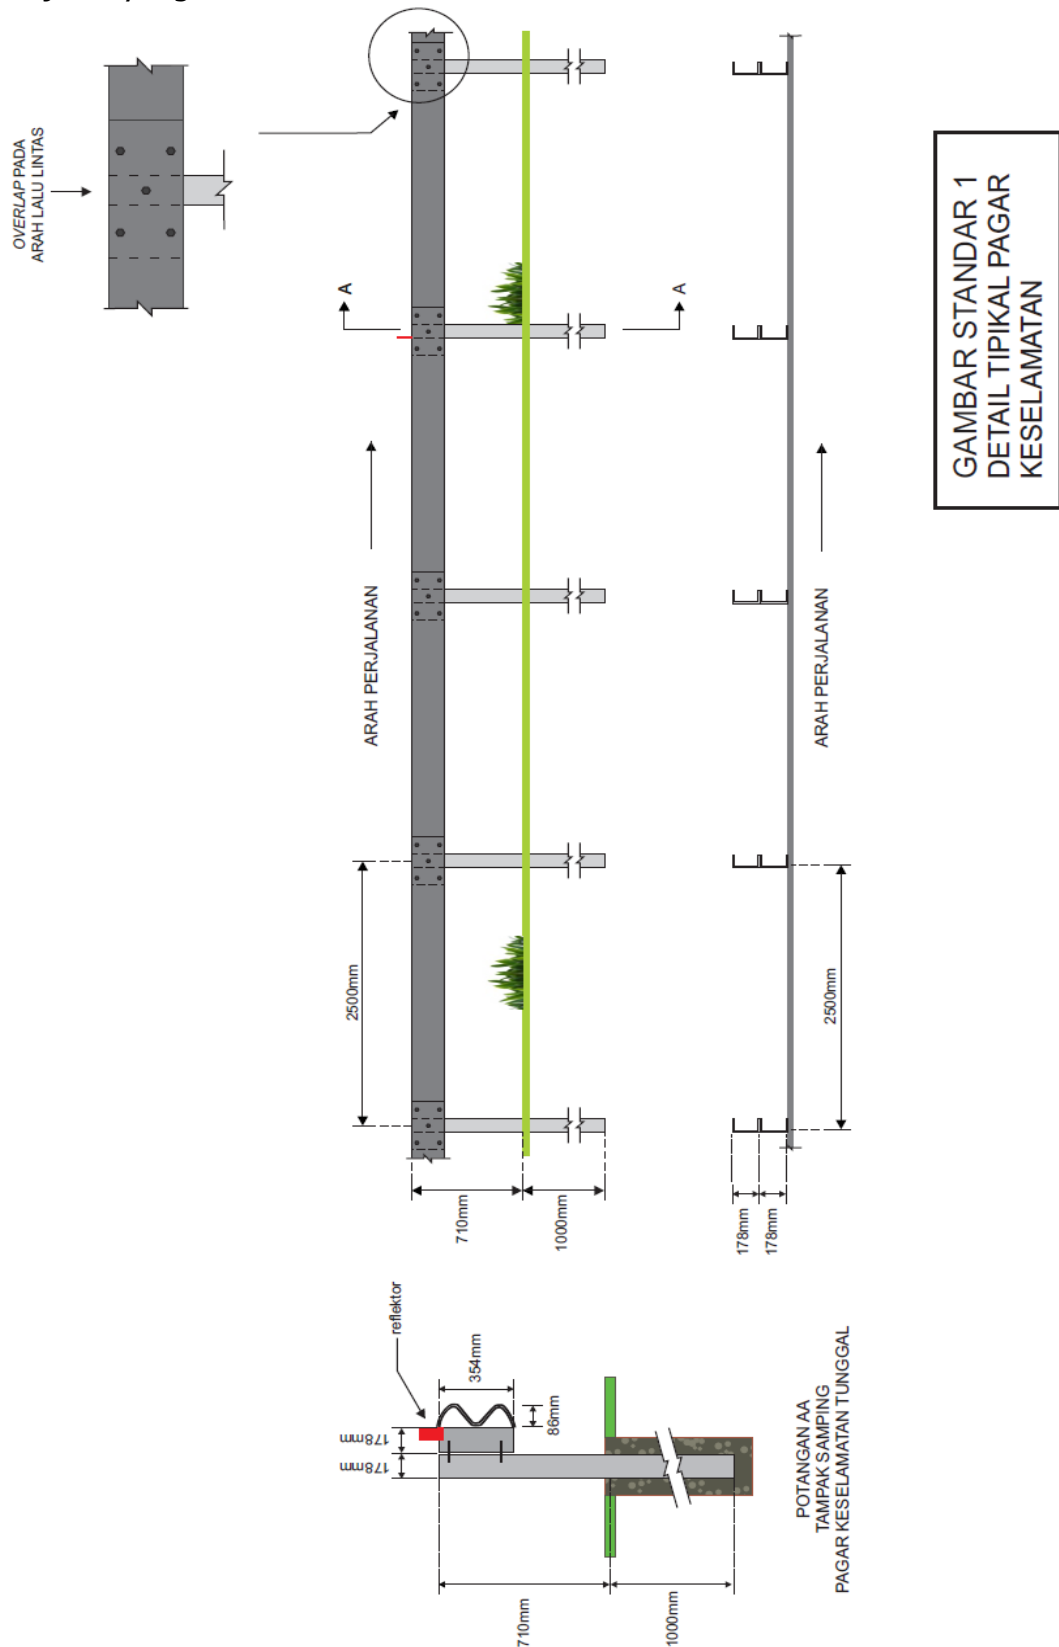 OVERLAP PADA
ARAH LALU LINTAS
A
A
ARAH PERJALANAN
2500mm
710mm
1000mm
ARAH PERJALANAN
2500mm
178mm
178mm
GAMBAR STANDAR 1
DETAIL TIPIKAL PAGAR
KESELAMATAN
reflektor
178mm
178mm
354mm
86mm
710mm
1000mm
POTANGAN AA
TAMPAK SAMPING
PAGAR KESELAMATAN TUNGGAL